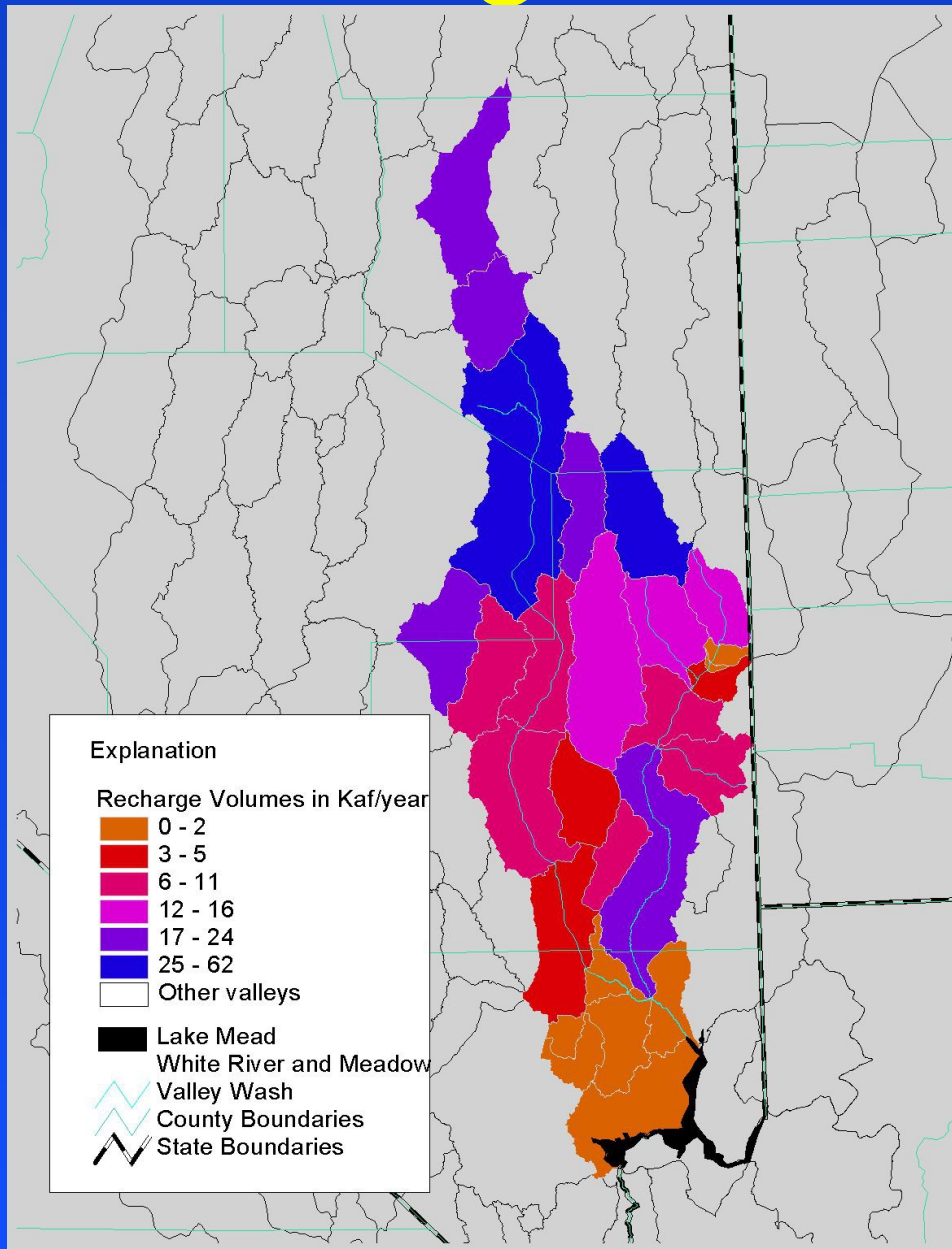 Explanation
Recharge Volumes in Kaf/year
0 - 2
3 - 5
6 - 11
12 - 16
17 - 24
25 - 62
Other valleys
Lake Mead
White River and Meadow
Valley Wash
County Boundaries
State Boundaries